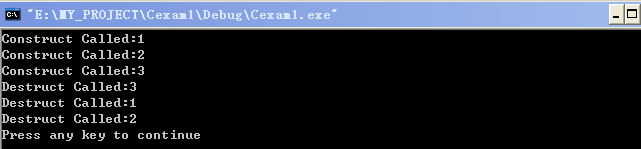 "E:\MY_PROJECT\Cexam1\Debug\Cexam1.exe"
Construct Called:1
Construct Called:2
Construct Called:3
Destruct Called:3
Destruct Called:1
Destruct Called:2
Press any key to continue